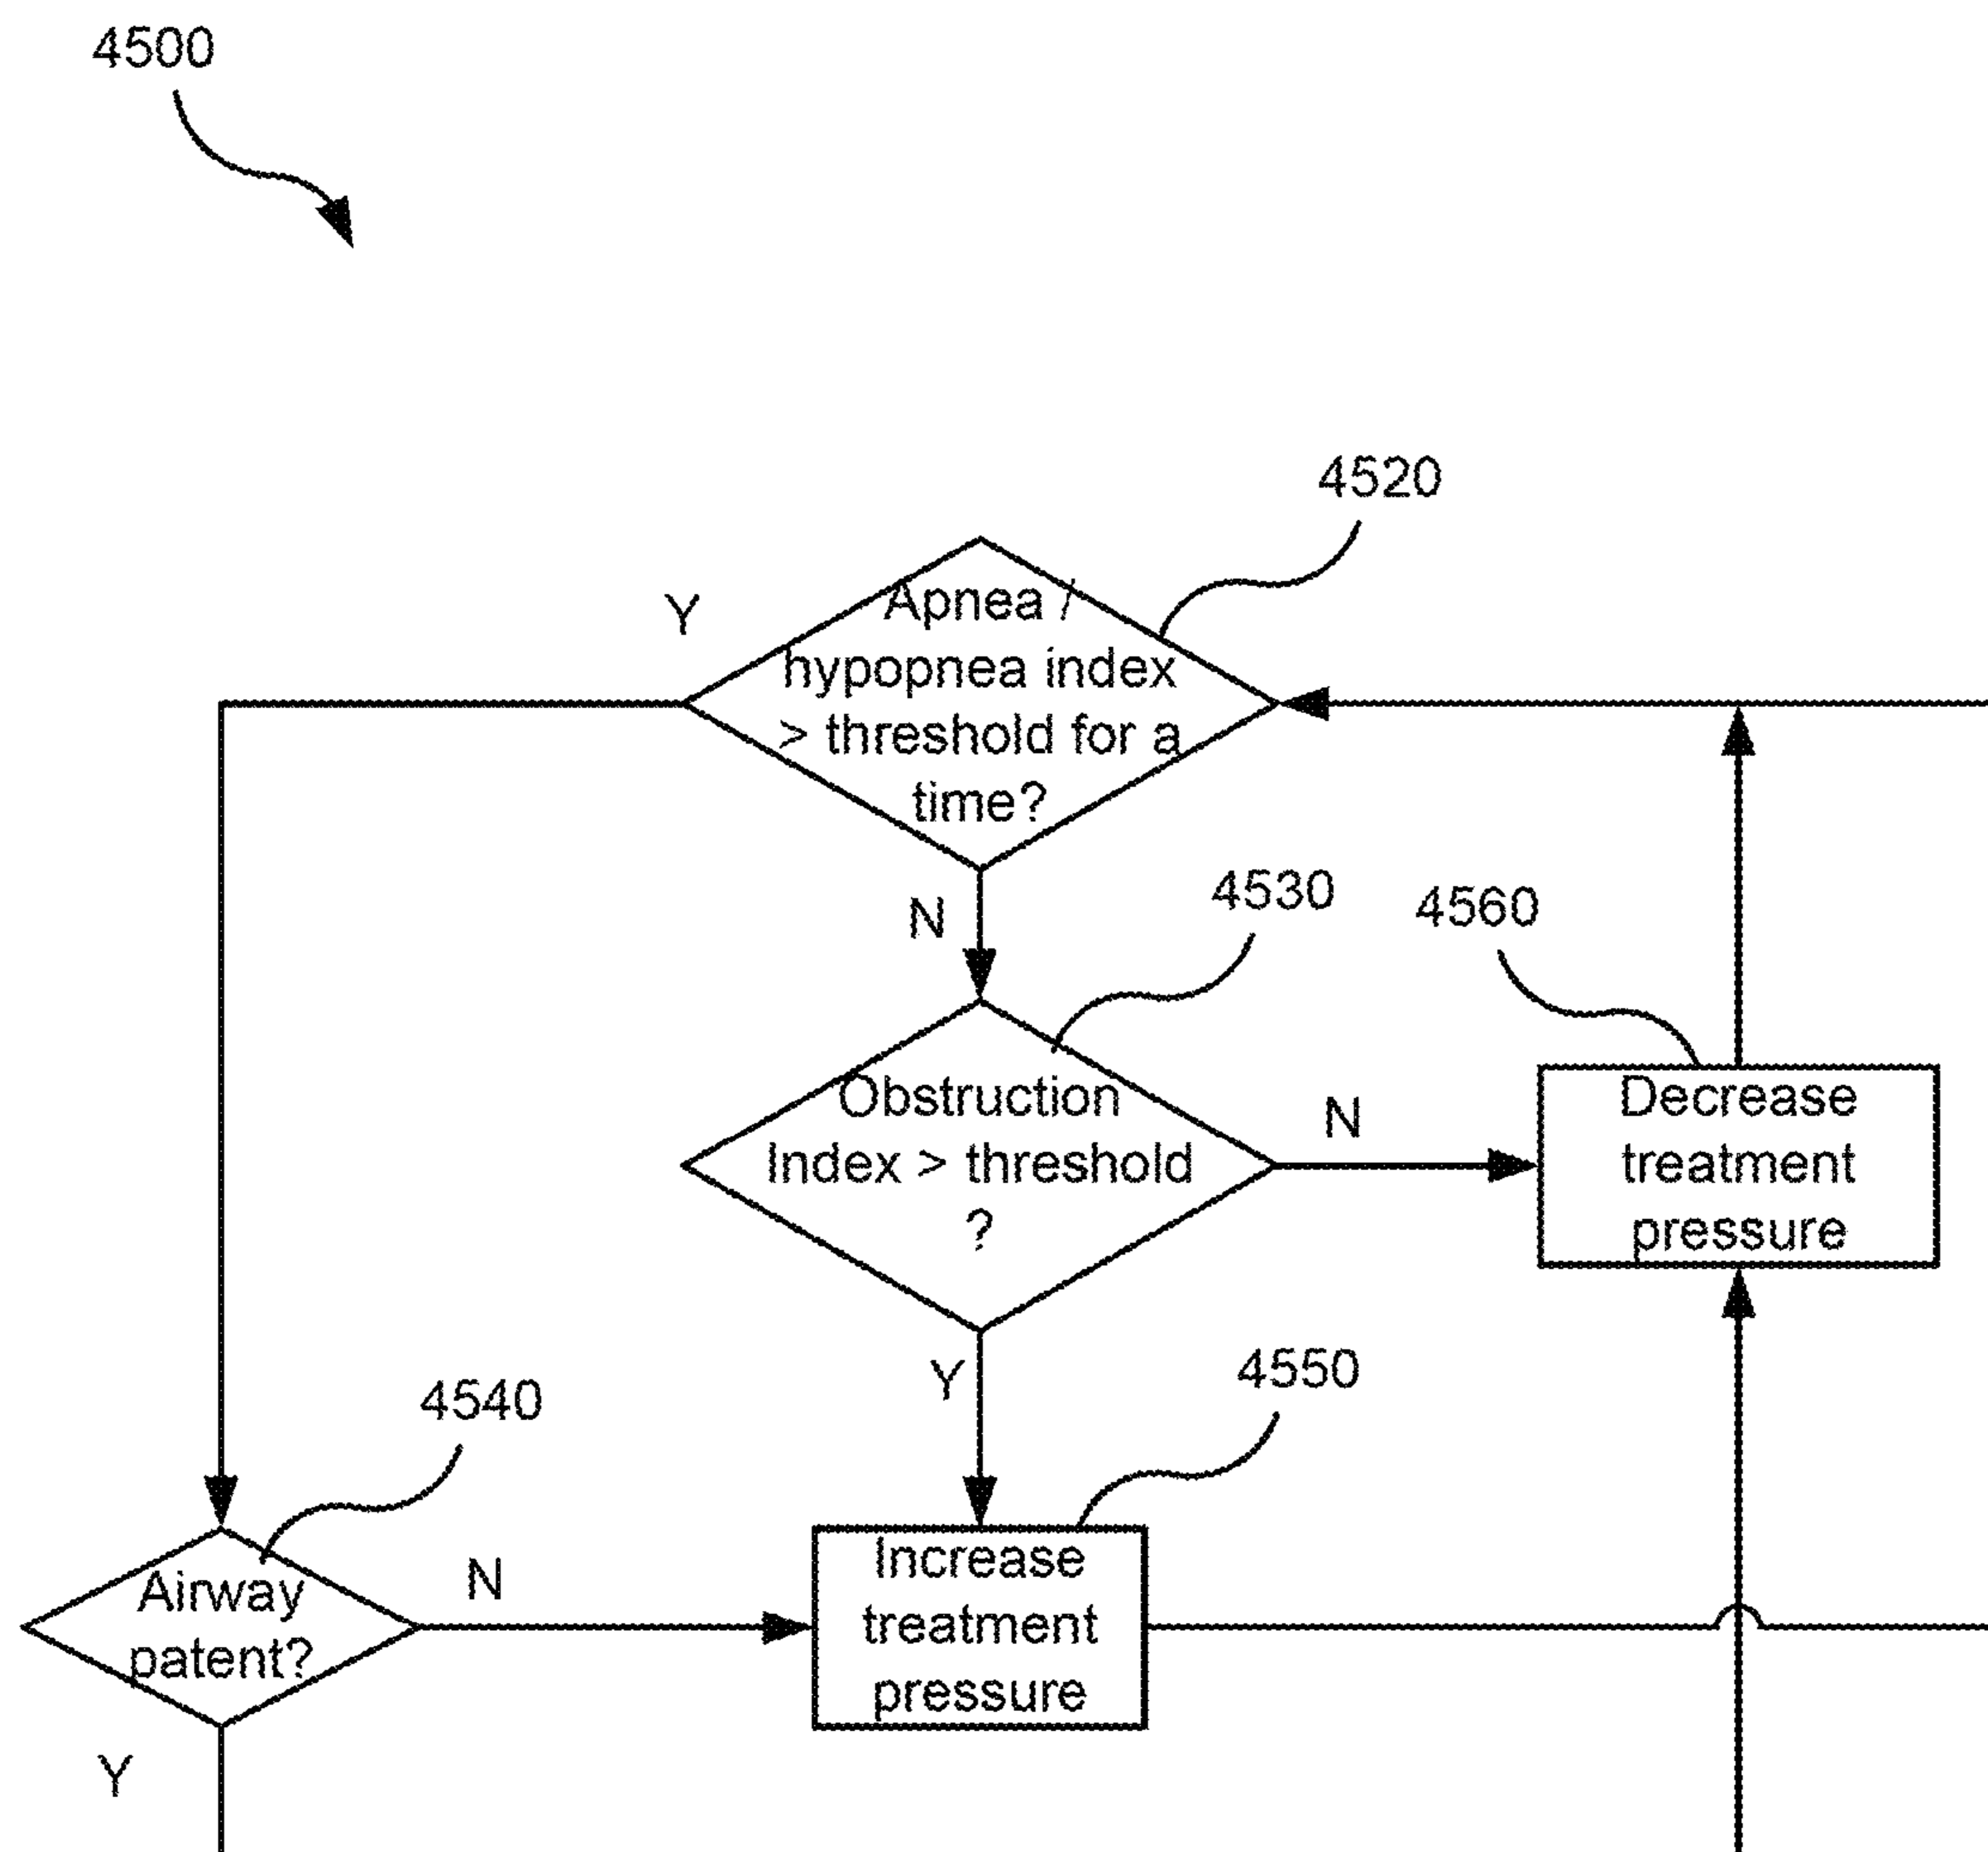 4500
4520
Y
Apnea /
hypopnea index
> threshold for a
time?
N
4530
4560
Obstruction
Index > threshold
?
N
Decrease
treatment
pressure
Y
4550
4540
Airway
patent?
N
Increase
treatment
pressure
Y